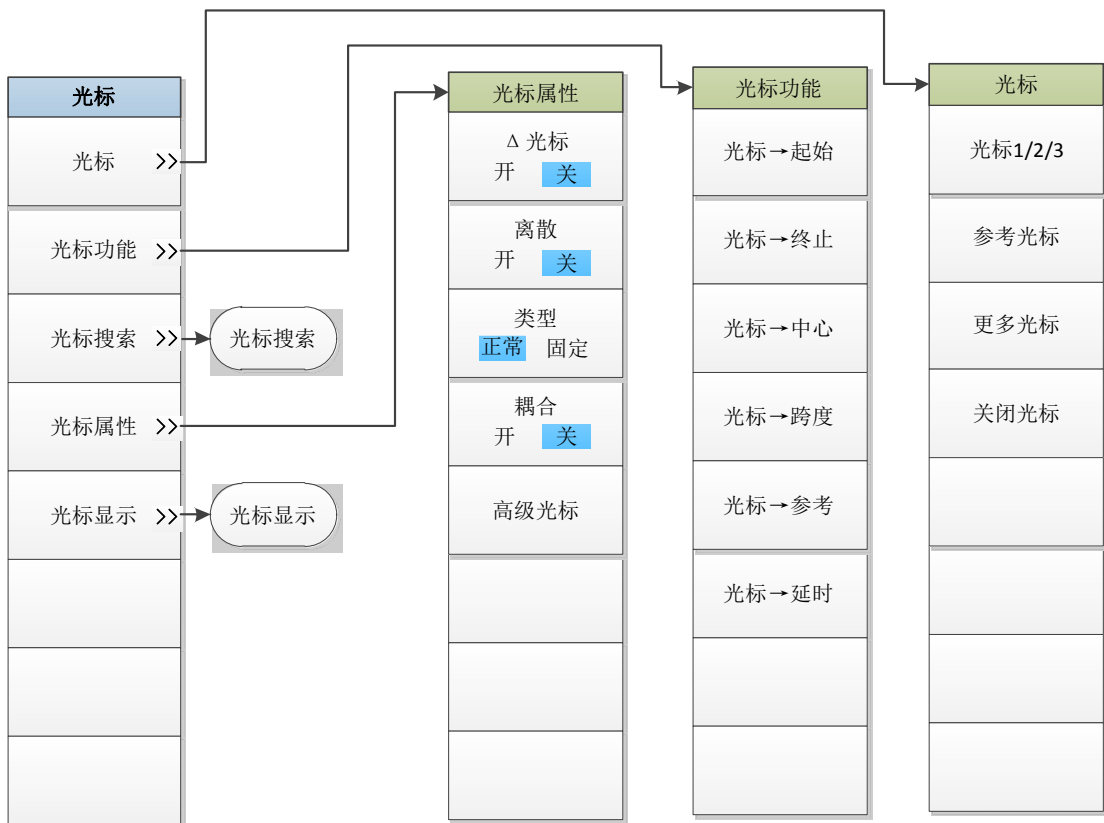 光标
光标 >>
光标功能 >>
光标搜索 >>
光标属性 >>
光标显示 >>
光标搜索
光标显示
光标属性
Δ 光标
开 关
离散
开 关
类型
正常 固定
耦合
开 关
高级光标
光标功能
光标→起始
光标→终止
光标→中心
光标→跨度
光标→参考
光标→延时
光标
光标1/2/3
参考光标
更多光标
关闭光标